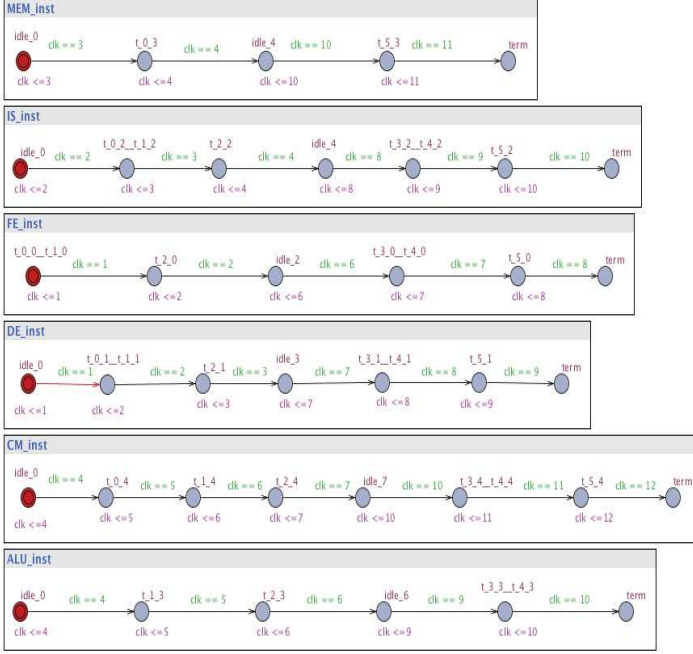 MEM_inst
idle_0 clk == 3 t_0_3 clk == 4 idle_4 clk == 10 t_5_3 clk == 11 term
clk <=3 clk <=4 clk <=10 clk <=11
IS_inst
idle_0 clk == 2 t_0_2__t_1_2 clk == 3 t_2_2 clk == 4 idle_4 clk == 8 t_3_2__t_4_2 clk == 9 t_5_2 clk == 10 term
clk <=2 clk <=3 clk <=4 clk <=8 clk <=9 clk <=10
FE_inst
t_0_0__t_1_0 clk == 1 t_2_0 clk == 2 idle_2 clk == 6 t_3_0__t_4_0 clk == 7 t_5_0 clk == 8 term
clk <=1 clk <=2 clk <=6 clk <=7 clk <=8
DE_inst
idle_0 clk == 1 t_0_1__t_1_1 clk == 2 t_2_1 clk == 3 idle_3 clk == 7 t_3_1__t_4_1 clk == 8 t_5_1 clk == 9 term
clk <=1 clk <=2 clk <=3 clk <=7 clk <=8 clk <=9
CM_inst
idle_0 clk == 4 t_0_4 clk == 5 t_1_4 clk == 6 t_2_4 clk == 7 idle_7 clk == 10 t_3_4__t_4_4 clk == 11 t_5_4 clk == 12 term
clk <=4 clk <=5 clk <=6 clk <=7 clk <=10 clk <=11 clk <=12
ALU_inst
idle_0 clk == 4 t_1_3 clk == 5 t_2_3 clk == 6 idle_6 clk == 9 t_3_3__t_4_3 clk == 10 term
clk <=4 clk <=5 clk <=6 clk <=9 clk <=10